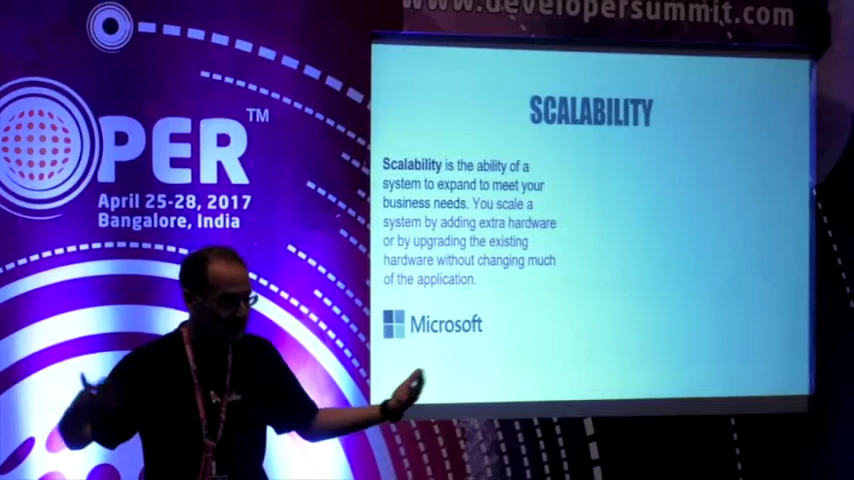 www.developersummit.com
OPER™
April 25-28, 2017
Bangalore, India
SCALABILITY
Scalability is the ability of a
system to expand to meet your
business needs. You scale a
system by adding extra hardware
or by upgrading the existing
hardware without changing much
of the application.
Microsoft